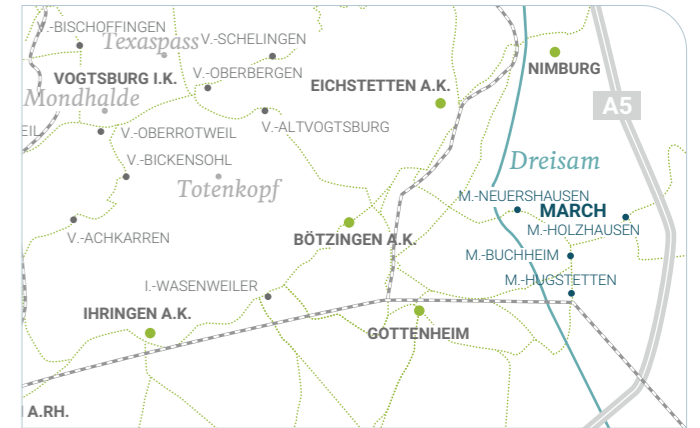 V.-BISCHOFFINGEN
Texaspass
V.-SCHELINGEN
VOGTSBURG I.K.
V.-OBERBERGEN
EICHSTETTEN A.K.
NIMBURG
Mondhalde
A5
EIL
V.-OBERROTWEIL
V.-ALTVOGTSBURG
V.-BICKENSOHL
Dreisam
Totenkopf
M.-NEUERSHAUSEN
MARCH
M.-HOLZHAUSEN
V.-ACHKARREN
BÖTZINGEN A.K.
M.-BUCHHEIM
M.-HUGSTETTEN
I.-WASENWEILER
IHRINGEN A.K.
GOTTENHEIM
A.RH.